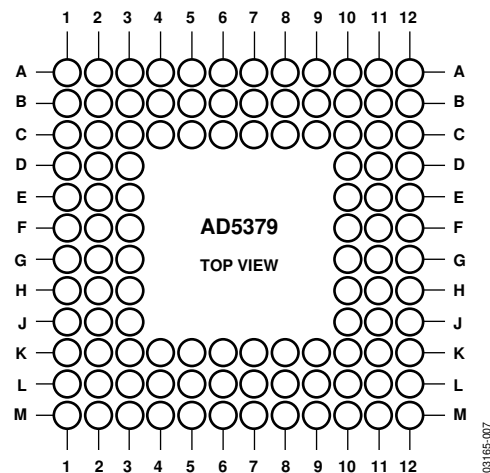 1 2 3 4 5 6 7 8 9 10 11 12
A A
B B
C C
D D
E E
F AD5379 F
G TOP VIEW G
H H
J J
K K
L L
M M
1 2 3 4 5 6 7 8 9 10 11 12
03165-007